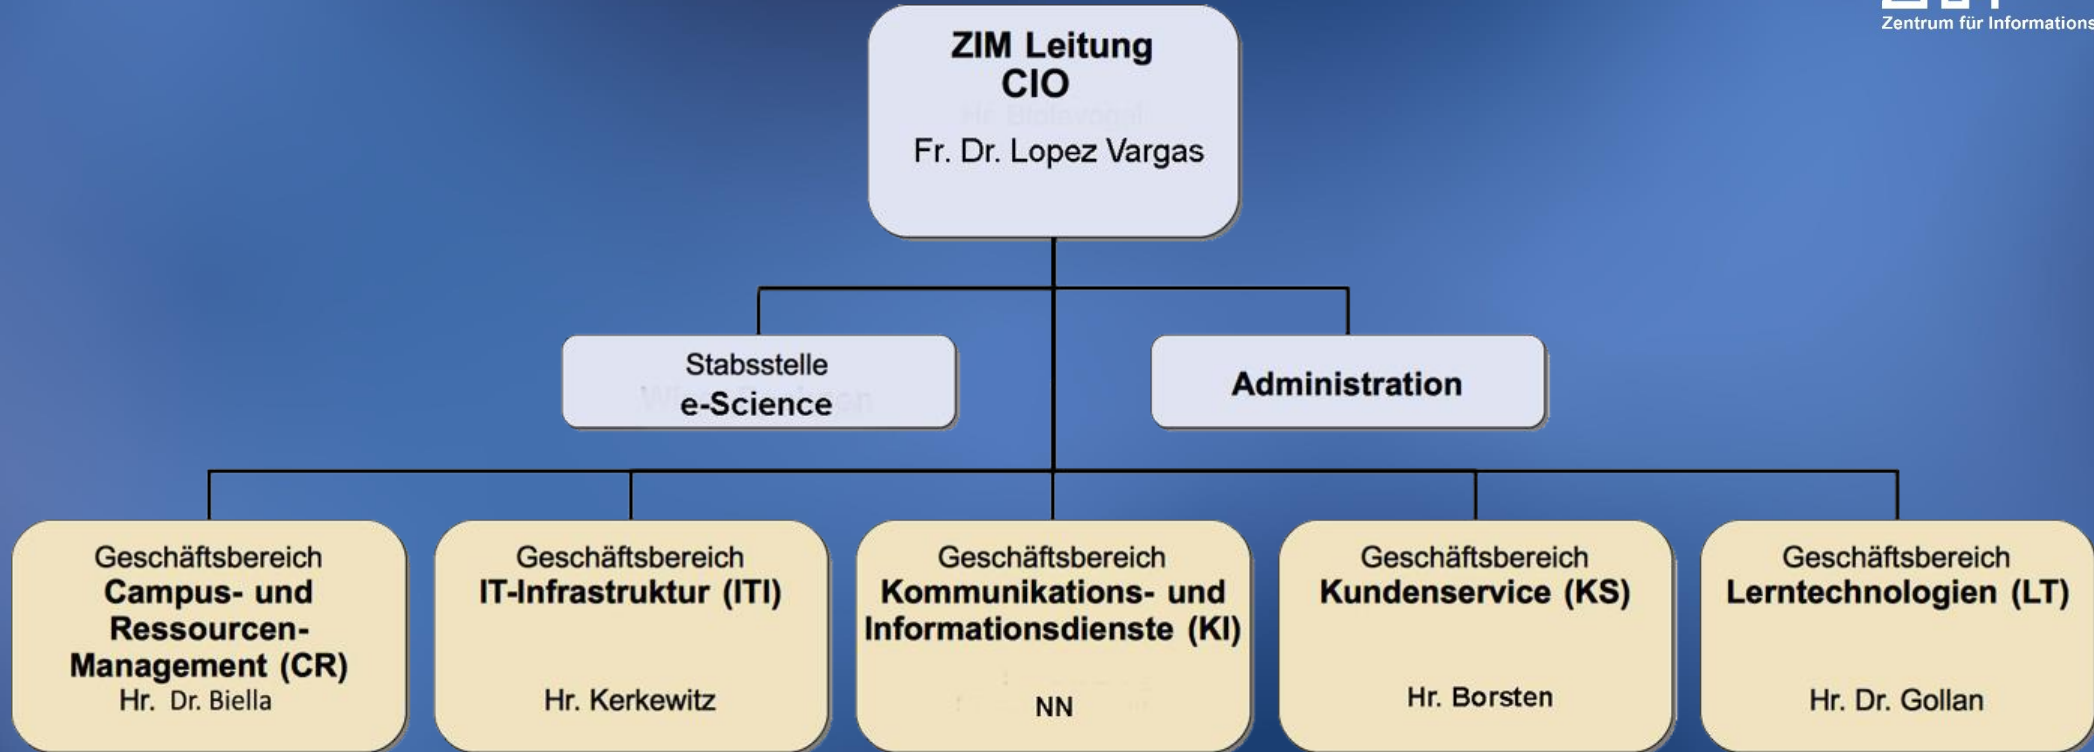 Zentrum für Informations
ZIM Leitung
CIO
Fr. Dr. Lopez Vargas
Stabsstelle
e-Science
Administration
Geschäftsbereich
Campus- und
Ressourcen-
Management (CR)
Hr. Dr. Biella
Geschäftsbereich
IT-Infrastruktur (ITI)
Hr. Kerkewitz
Geschäftsbereich
Kommunikations- und
Informationsdienste (KI)
NN
Geschäftsbereich
Kundenservice (KS)
Hr. Borsten
Geschäftsbereich
Lerntechnologien (LT)
Hr. Dr. Gollan